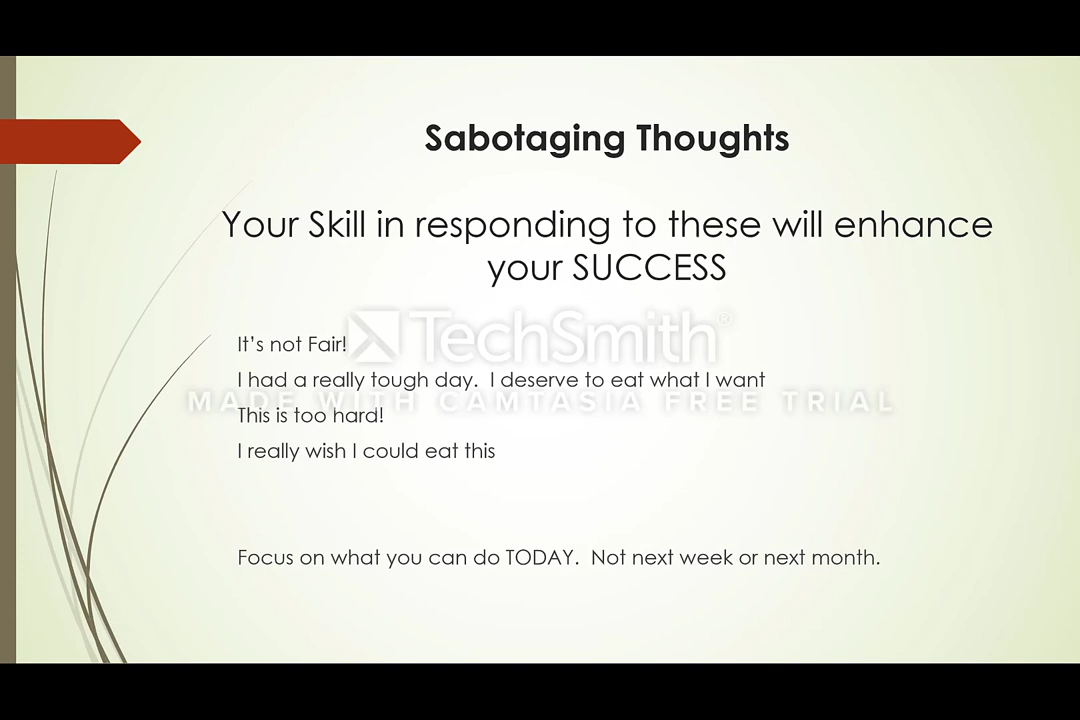 Sabotaging Thoughts
Your Skill in responding to these will enhance
your SUCCESS
TechSmith®
It's not Fair!
I had a really tough day.  I deserve to eat what I want
MADE WITH CAMTASIA FREE TRIAL
This is too hard!
I really wish I could eat this
Focus on what you can do TODAY.  Not next week or next month.